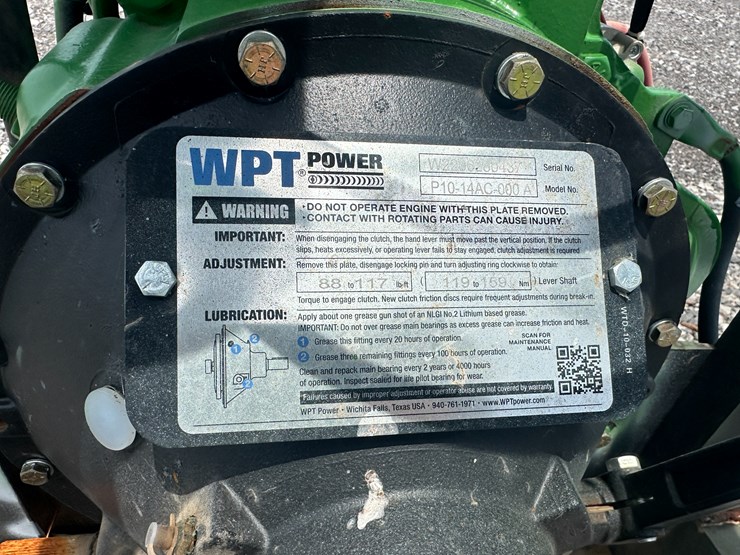 WPT® POWER
Serial No.
P10-14AC-000 A Model No.
WARNING
•DO NOT OPERATE ENGINE WITH THIS PLATE REMOVED.
•CONTACT WITH ROTATING PARTS CAN CAUSE INJURY.
IMPORTANT: When disengaging the clutch, the hand lever must move past the vertical position. If the clutch
slips, heats excessively, or operating lever fails to stay engaged, clutch adjustment is required
ADJUSTMENT: Remove this plate, disengage locking pin and turn adjusting ring clockwise to obtain:
88 to 117 lb-ft ( 119 to 159 Nm ) Lever Shaft
Torque to engage clutch. New clutch friction discs require frequent adjustments during break-in.
LUBRICATION: Apply about one grease gun shot of an NLGI No.2 Lithium based grease.
IMPORTANT: Do not over grease main bearings as excess grease can increase friction and heat.
1 Grease this fitting every 20 hours of operation.
2 Grease three remaining fittings every 100 hours of operation.
Clean and repack main bearing every 2 years or 4000 hours
of operation. Inspect sealed for life pilot bearing for wear.
Failures caused by improper adjustment or operator abuse are not covered by warranty.
WPT Power • Wichita Falls, Texas USA • 940-761-1971 • www.WPTpower.com
SCAN FOR
MAINTENANCE
MANUAL
1
2
2
WTD-10-032 H